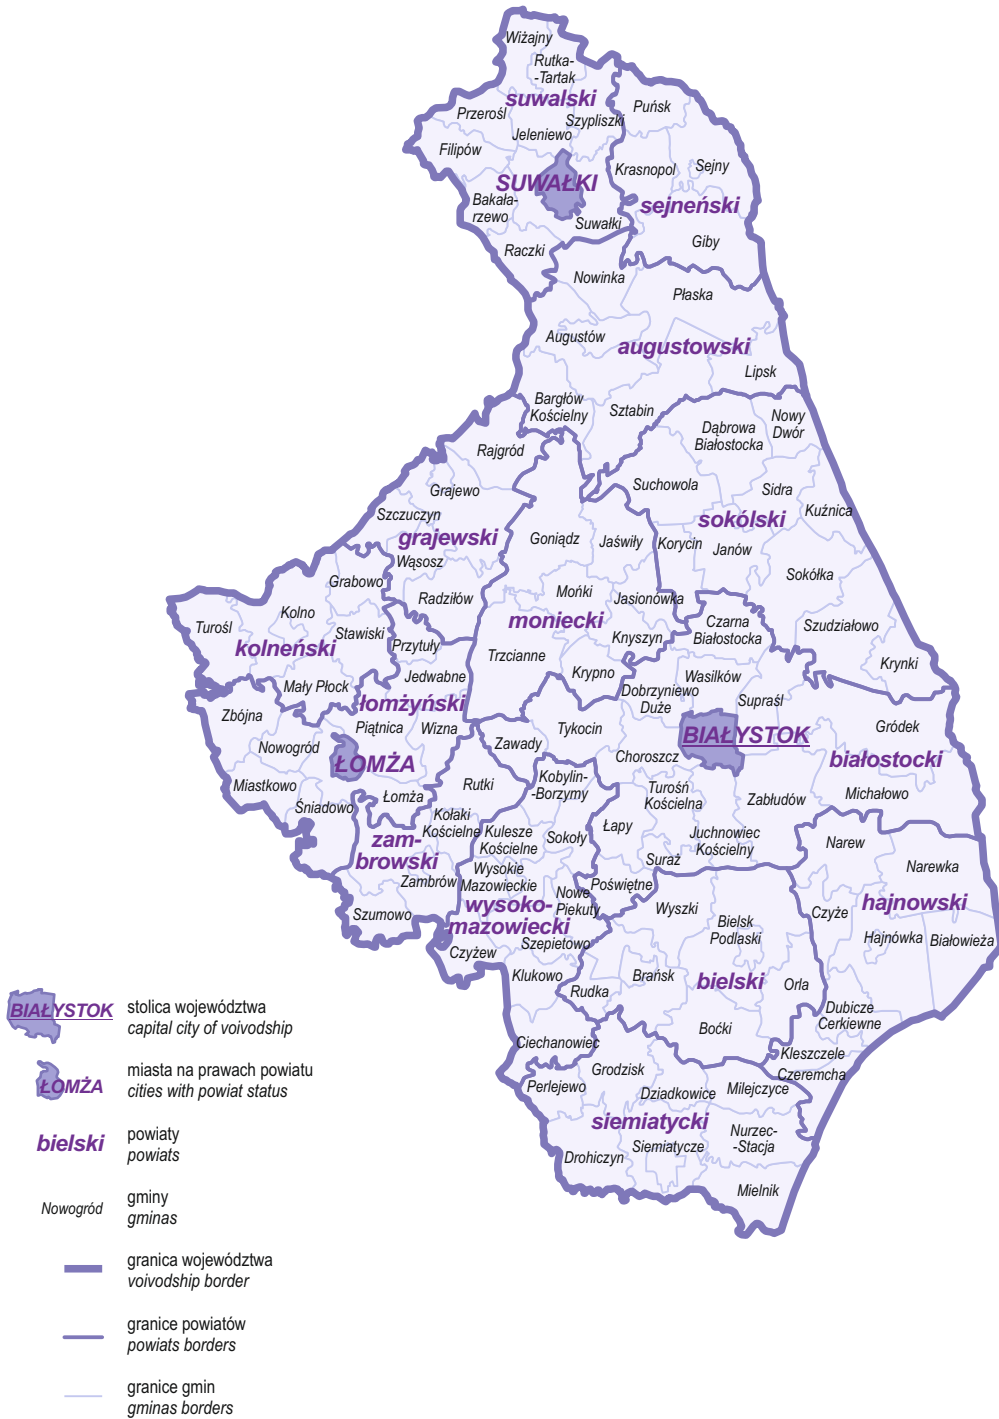 Wiżajny
Rutka-
-Tartak
suwalski
Puńsk
Przerośl
Szypliszki
Jeleniewo
Filipów
Krasnopol
Sejny
SUWAŁKI
Bakała-
rzewo
sejneński
Suwałki
Giby
Raczki
Nowinka
Płaska
Augustów
augustowski
Lipsk
Bargłów
Kościelny
Sztabin
Nowy
Dwór
Dąbrowa
Białostocka
Rajgród
Suchowola
Sidra
Grajewo
Kuźnica
Szczuczyn
sokólski
grajewski
Goniądz
Jaświły
Korycin
Janów
Wąsosz
Sokółka
Grabowo
Mońki
Jasionówka
Radziłów
Kolno
moniecki
Czarna
Białostocka
Turośl
Stawiski
Szudziałowo
kolneński
Przytuły
Knyszyn
Trzcianne
Krynki
Jedwabne
Krypno
Wasilków
Mały Płock
Dobrzyniewo
Duże
Supraśl
łomżyński
Zbójna
Piątnica
Wizna
Tykocin
Gródek
Nowogród
Zawady
BIAŁYSTOK
Choroszcz
białostocki
ŁOMŻA
Miastkowo
Rutki
Kobylin-
-Borzymy
Turośń
Kościelna
Michałowo
Śniadowo
Łomża
Zabłudów
Kołaki
Kościelne
Kulesze
Kościelne
Sokoły
Łapy
Juchnowiec
Kościelny
Narew
zam-
browski
Suraż
Narewka
Wysokie
Mazowieckie
Zambrów
Poświętne
Nowe
Piekuty
hajnowski
wysoko-
mazowiecki
Wyszki
Czyże
Szumowo
Bielsk
Podlaski
Hajnówka
Białowieża
Szepietowo
Czyżew
Klukowo
Brańsk
bielski
Orla
Rudka
Dubicze
Cerkiewne
Boćki
Ciechanowiec
Kleszczele
Grodzisk
Czeremcha
Perlejewo
Dziadkowice
Milejczyce
siemiatycki
Nurzec-
-Stacja
Siemiatycze
Drohiczyn
Mielnik
BIAŁYSTOK
stolica województwa
capital city of voivodship
ŁOMŻA
miasta na prawach powiatu
cities with powiat status
bielski
powiaty
powiats
Nowogród
gminy
gminas
granica województwa
voivodship border
granice powiatów
powiats borders
granice gmin
gminas borders